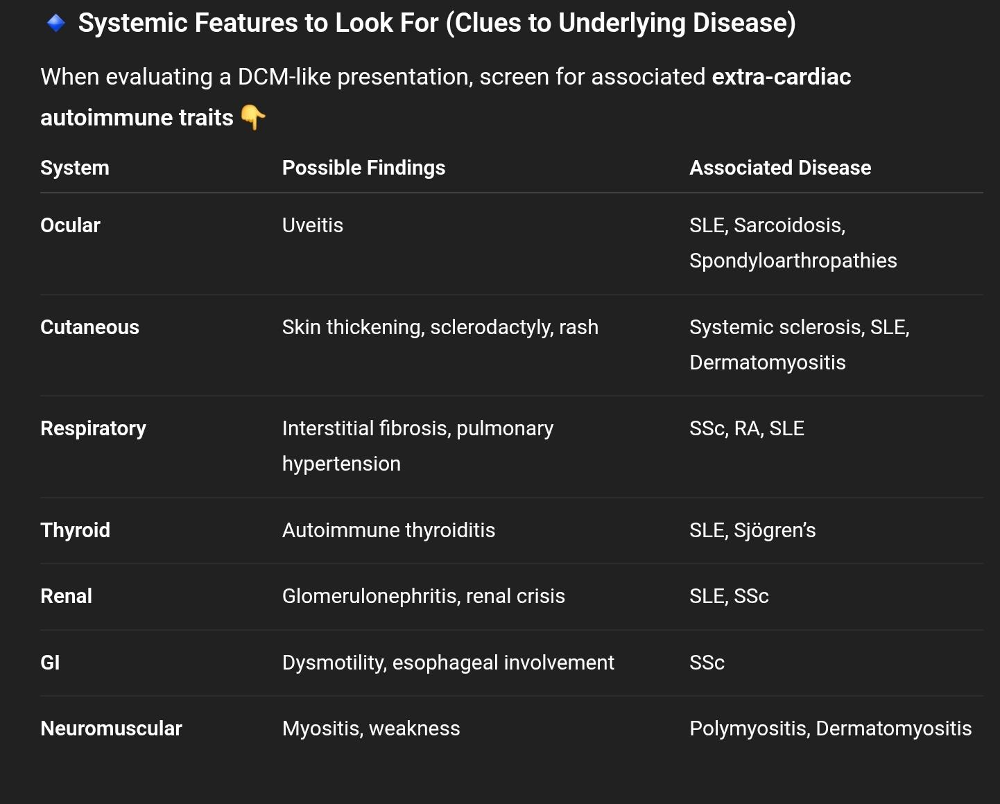 🔹 Systemic Features to Look For (Clues to Underlying Disease)
When evaluating a DCM-like presentation, screen for associated extra-cardiac
autoimmune traits 👇
System Possible Findings Associated Disease
Ocular Uveitis SLE, Sarcoidosis,
Spondyloarthropathies
Cutaneous Skin thickening, sclerodactyly, rash Systemic sclerosis, SLE,
Dermatomyositis
Respiratory Interstitial fibrosis, pulmonary SSc, RA, SLE
hypertension
Thyroid Autoimmune thyroiditis SLE, Sjögren’s
Renal Glomerulonephritis, renal crisis SLE, SSc
GI Dysmotility, esophageal involvement SSc
Neuromuscular Myositis, weakness Polymyositis, Dermatomyositis